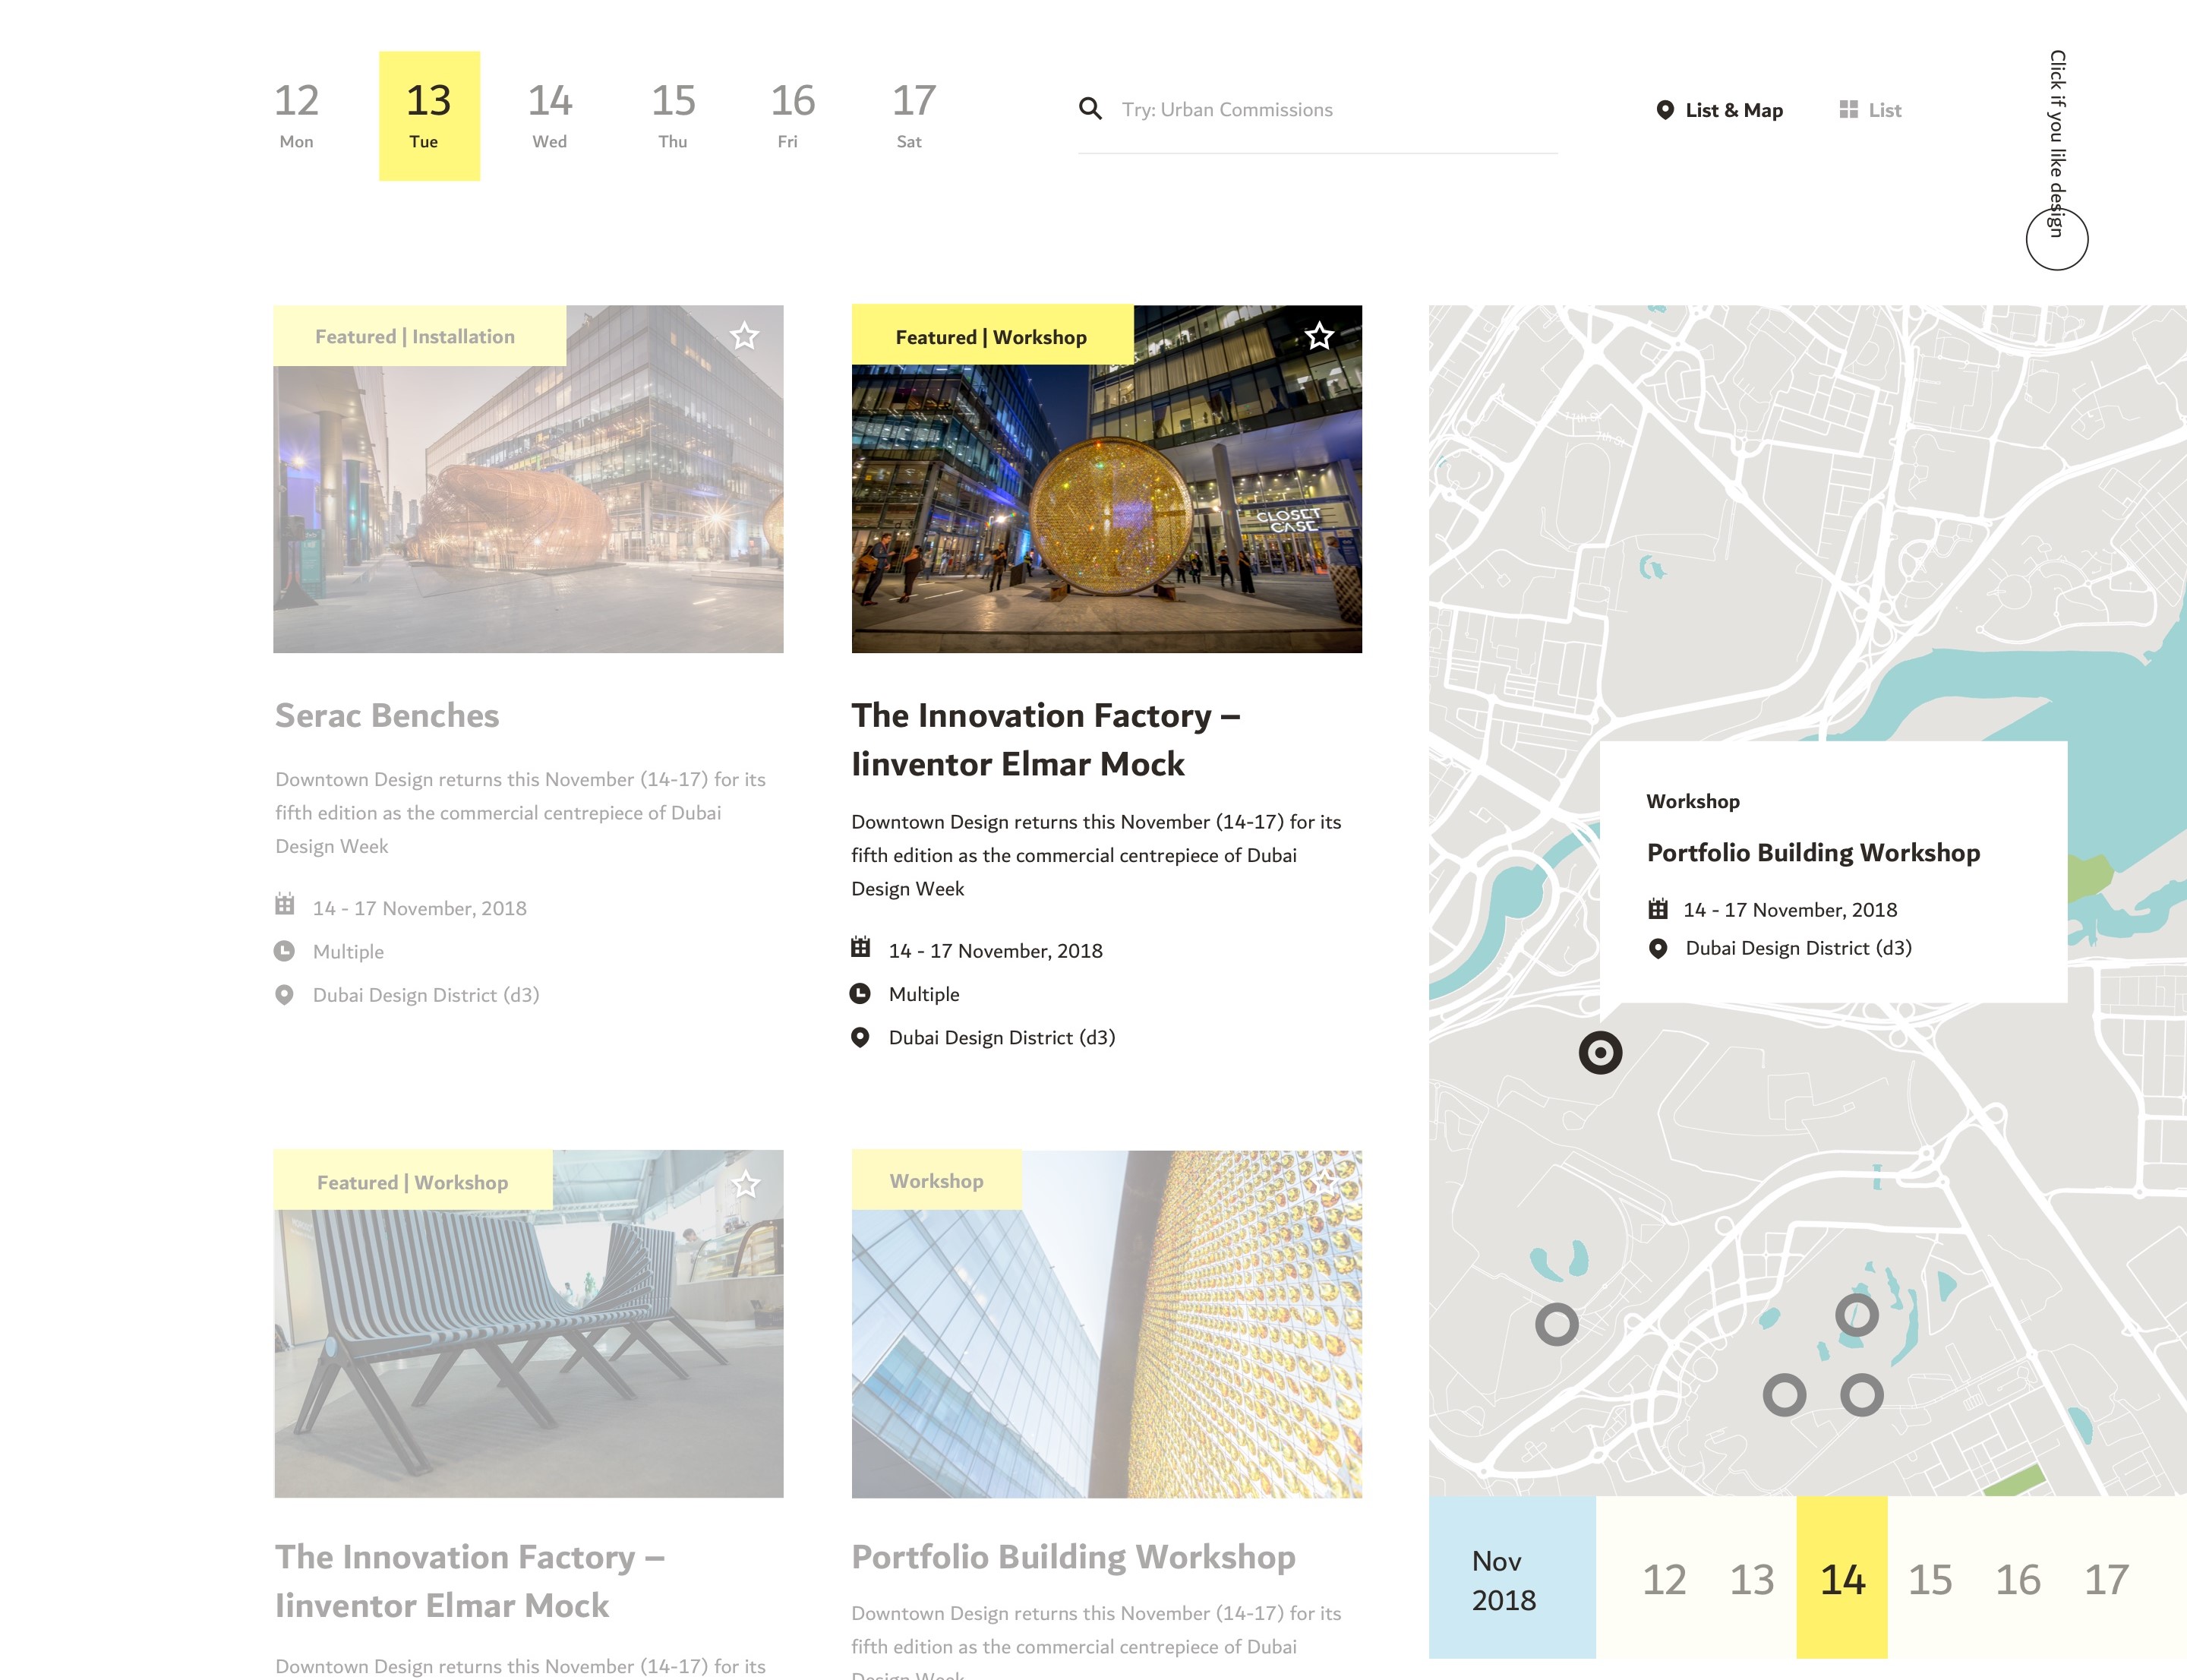 12
Mon
13
Tue
14
Wed
15
Thu
16
Fri
17
Sat
Try: Urban Commissions
List & Map
List
Click if you like design
Featured | Installation
Serac Benches
Downtown Design returns this November (14-17) for its
fifth edition as the commercial centrepiece of Dubai
Design Week
14 - 17 November, 2018
Multiple
Dubai Design District (d3)
Featured | Workshop
CLOSET
CASE
The Innovation Factory –
Iinventor Elmar Mock
Downtown Design returns this November (14-17) for its
fifth edition as the commercial centrepiece of Dubai
Design Week
14 - 17 November, 2018
Multiple
Dubai Design District (d3)
Featured | Workshop
The Innovation Factory –
Iinventor Elmar Mock
Downtown Design returns this November (14-17) for its
Workshop
Portfolio Building Workshop
Downtown Design returns this November (14-17) for its
fifth edition as the commercial centrepiece of Dubai
Design Week
7th St
Workshop
Portfolio Building Workshop
14 - 17 November, 2018
Dubai Design District (d3)
Nov
2018
12
13
14
15
16
17